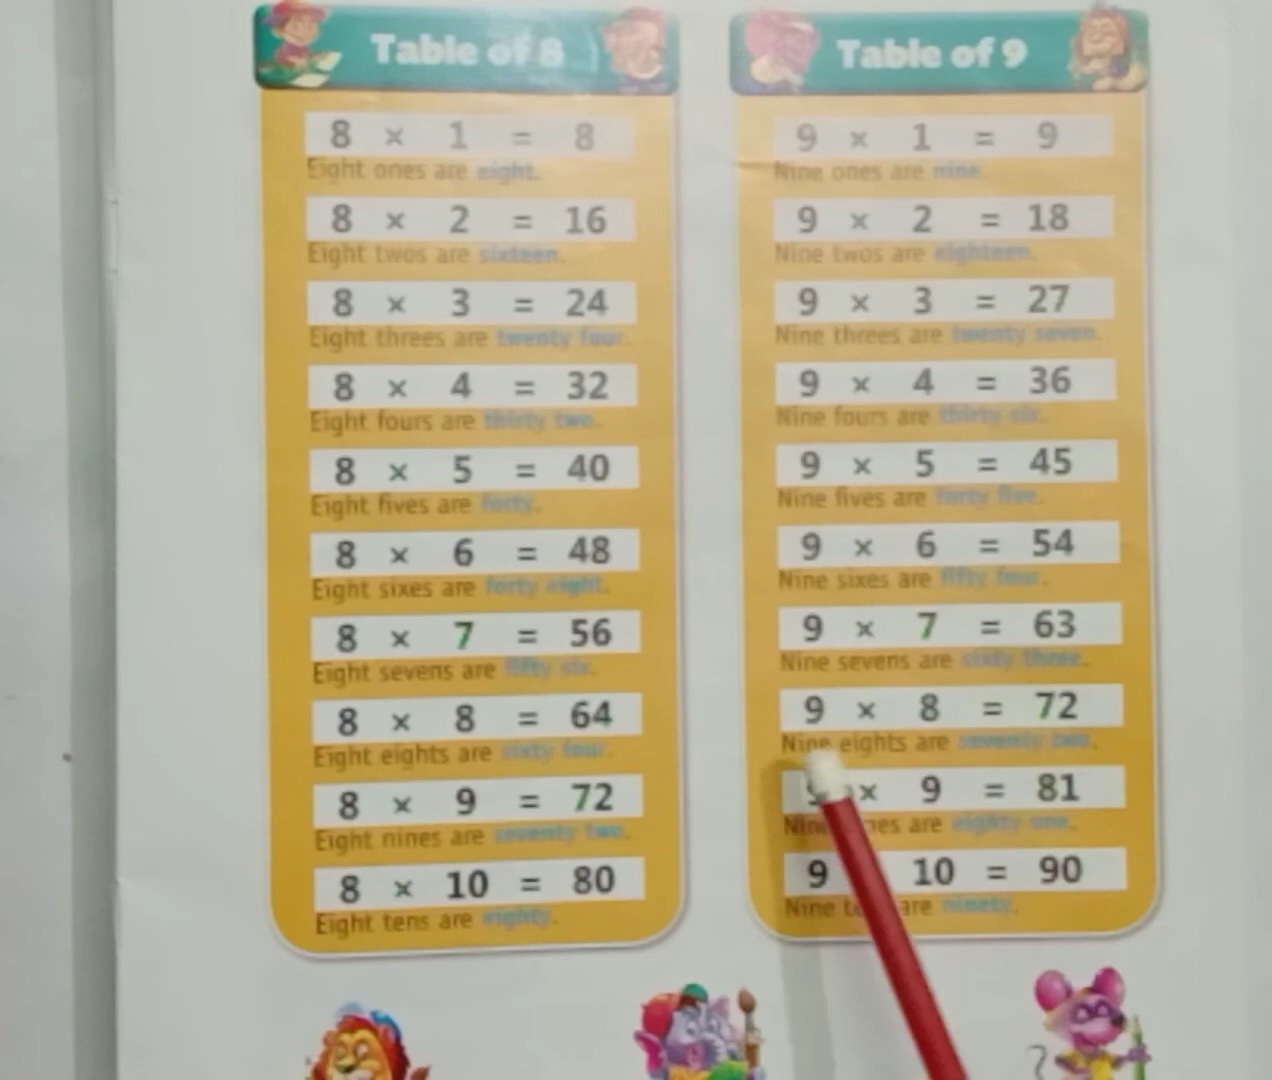 Table of 8
8 × 1 = 8
Eight ones are eight.
8 × 2 = 16
Eight twos are sixteen.
8 × 3 = 24
Eight threes are twenty four.
8 × 4 = 32
Eight fours are thirty two.
8 × 5 = 40
Eight fives are forty.
8 × 6 = 48
Eight sixes are forty eight.
8 × 7 = 56
Eight sevens are fifty six.
8 × 8 = 64
Eight eights are sixty four.
8 × 9 = 72
Eight nines are seventy two.
8 × 10 = 80
Eight tens are eighty.
Table of 9
9 × 1 = 9
Nine ones are nine.
9 × 2 = 18
Nine twos are eighteen.
9 × 3 = 27
Nine threes are twenty seven.
9 × 4 = 36
Nine fours are thirty six.
9 × 5 = 45
Nine fives are forty five.
9 × 6 = 54
Nine sixes are fifty four.
9 × 7 = 63
Nine sevens are sixty three.
9 × 8 = 72
Nine eights are seventy two.
9 × 9 = 81
are eighty one.
9 10 = 90
Nine are ninety.